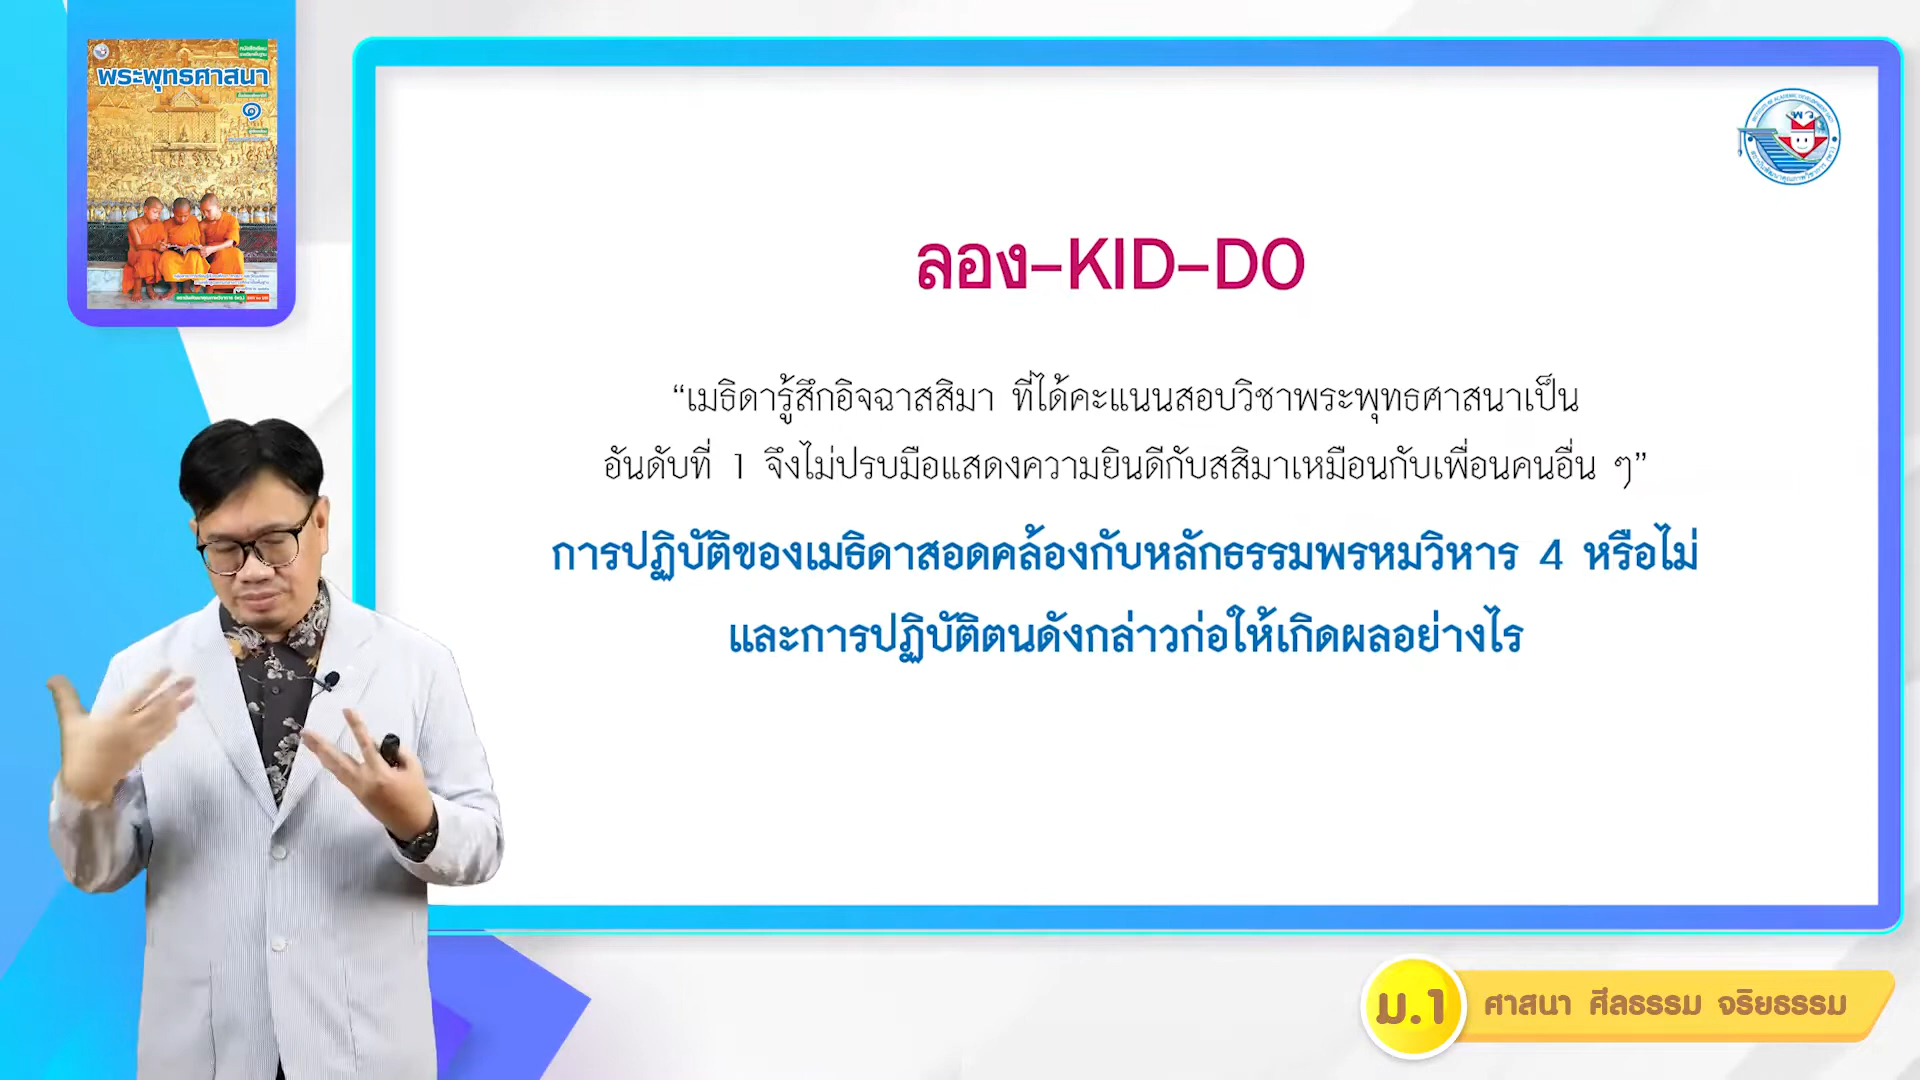 พระพุทธศาสนา
๑
พว
ลอง-KID-DO
“เมธิดารู้สึกอิจฉาสสิมา ที่ได้คะแนนสอบวิชาพระพุทธศาสนาเป็น
อันดับที่ 1 จึงไม่ปรบมือแสดงความยินดีกับสสิมาเหมือนกับเพื่อนคนอื่น ๆ”
การปฏิบัติของเมธิดาสอดคล้องกับหลักธรรมพรหมวิหาร 4 หรือไม่
และการปฏิบัติตนดังกล่าวก่อให้เกิดผลอย่างไร
ม.1 ศาสนา ศีลธรรม จริยธรรม